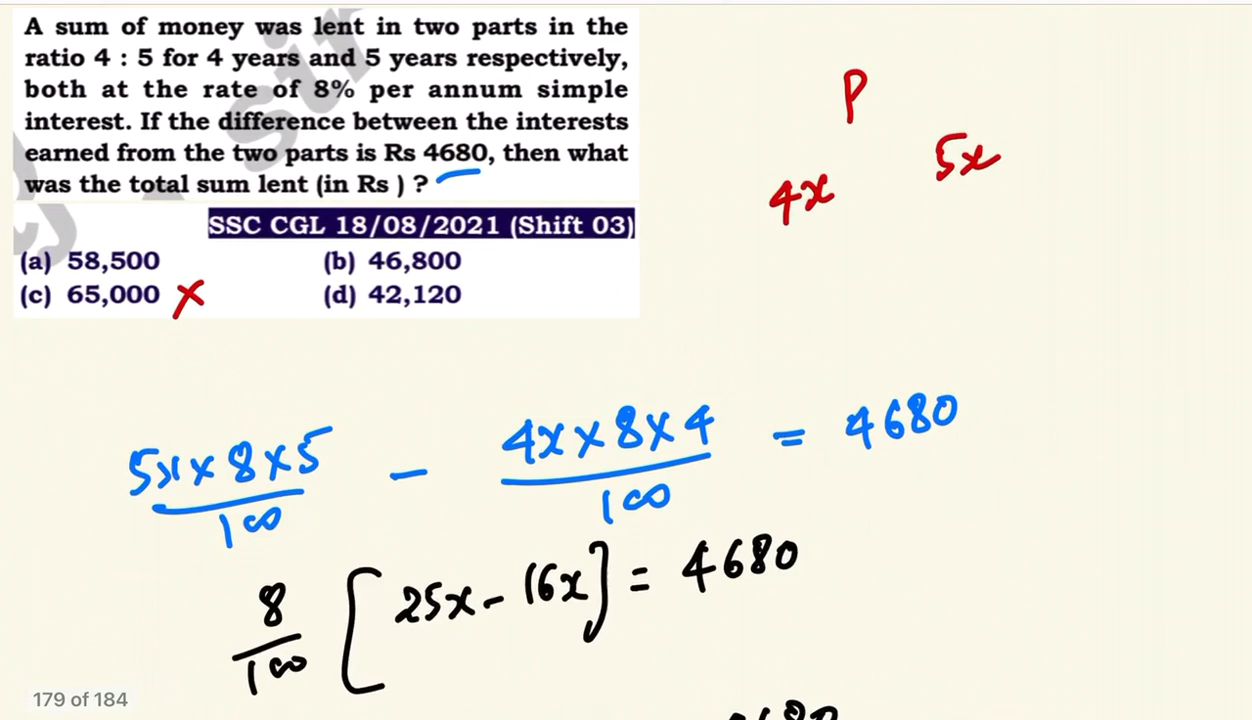 A sum of money was lent in two parts in the
ratio 4 : 5 for 4 years and 5 years respectively,
both at the rate of 8% per annum simple
interest. If the difference between the interests
earned from the two parts is Rs 4680, then what
was the total sum lent (in Rs ) ?
SSC CGL 18/08/2021 (Shift 03)
(a) 58,500 (b) 46,800
(c) 65,000 × (d) 42,120
P
4x 5x
5x×8×5/100 - 4x×8×4/100 = 4680
8/100 [25x - 16x] = 4680
179 of 184